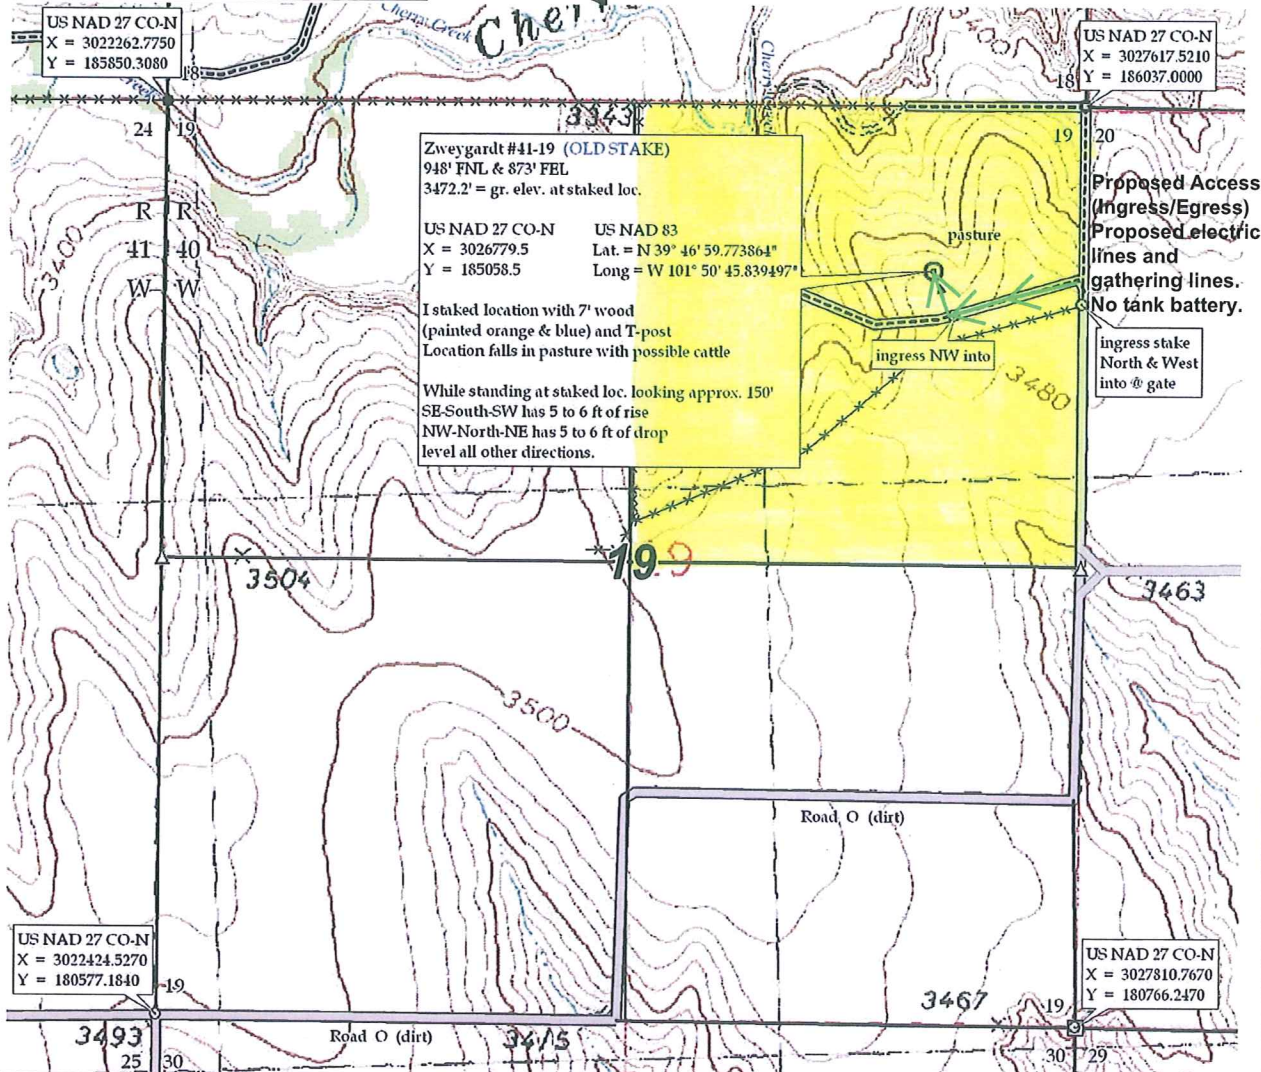 Cherry Creek
Cher
US NAD 27 CO-N
X = 3022262.7750
Y = 185850.3080
US NAD 27 CO-N
X = 3027617.5210
Y = 186037.0000
Creek
18
18
3400
24
19
3343
19
20
Zweygardt #41-19 (OLD STAKE)
948' FNL & 873' FEL
3472.2' = gr. elev. at staked loc.
US NAD 27 CO-N
X = 3026779.5
Y = 185058.5
US NAD 83
Lat. = N 39° 46' 59.773864"
Long = W 101° 50' 45.839497"
I staked location with 7' wood
(painted orange & blue) and T-post
Location falls in pasture with possible cattle
While standing at staked loc. looking approx. 150'
SE-South-SW has 5 to 6 ft of rise
NW-North-NE has 5 to 6 ft of drop
level all other directions.
Proposed Access
(Ingress/Egress)
Proposed electric
lines and
gathering lines.
No tank battery.
R R
41 40
W W
3400
pasture
ingress NW into
ingress stake
North & West
into @ gate
3480
19
9
3504
3463
3500
Road O (dirt)
US NAD 27 CO-N
X = 3022424.5270
Y = 180577.1840
US NAD 27 CO-N
X = 3027810.7670
Y = 180766.2470
19
3467
19
3493
Road O (dirt)
25
30
30
29